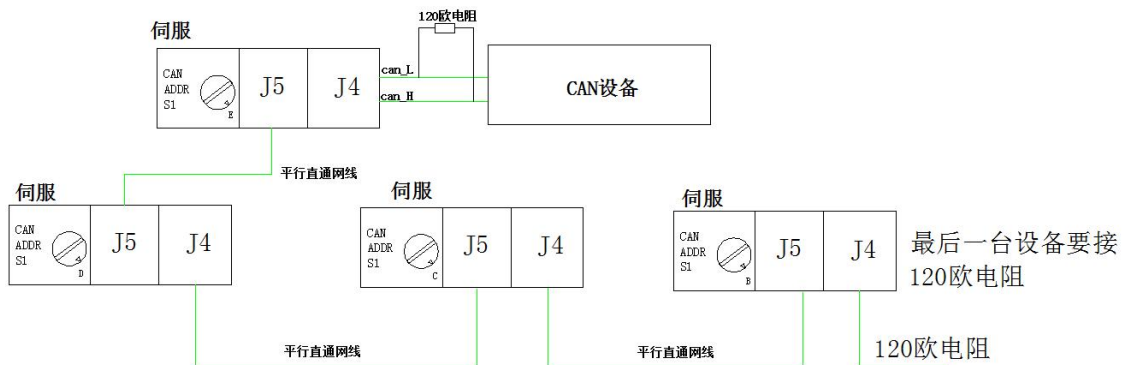 120欧电阻
伺服
CAN
ADDR
S1
E
J5
J4
can_L
can_H
CAN设备
平行直通网线
伺服
CAN
ADDR
S1
D
J5
J4
伺服
CAN
ADDR
S1
C
J5
J4
伺服
CAN
ADDR
S1
B
J5
J4
最后一台设备要接
120欧电阻
平行直通网线
平行直通网线
120欧电阻